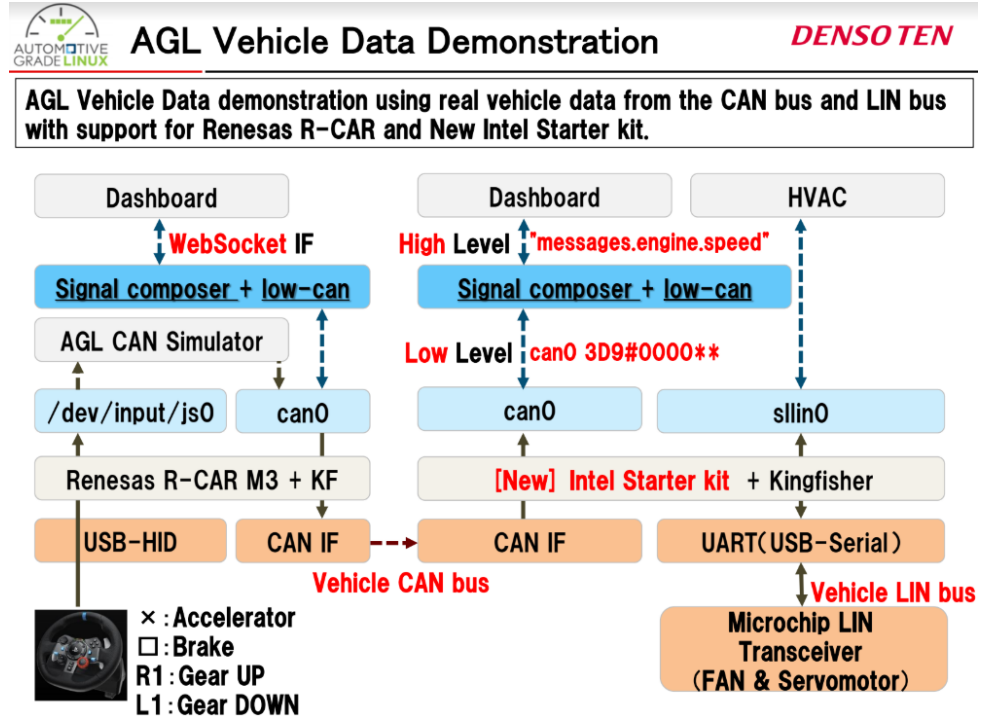 AUTOMOTIVE
GRADELINUX
AGL Vehicle Data Demonstration
DENSO TEN
AGL Vehicle Data demonstration using real vehicle data from the CAN bus and LIN bus
with support for Renesas R-CAR and New Intel Starter kit.
Dashboard
WebSocket IF
Signal composer + low-can
AGL CAN Simulator
/dev/input/js0
can0
Renesas R-CAR M3 + KF
USB-HID
CAN IF
Vehicle CAN bus
×:Accelerator
□:Brake
R1:Gear UP
L1:Gear DOWN
Dashboard
High Level "messages.engine.speed"
Signal composer + low-can
Low Level can0 3D9#0000**
can0
HVAC
sllin0
[New] Intel Starter kit + Kingfisher
CAN IF
UART(USB-Serial)
Vehicle LIN bus
Microchip LIN
Transceiver
(FAN & Servomotor)